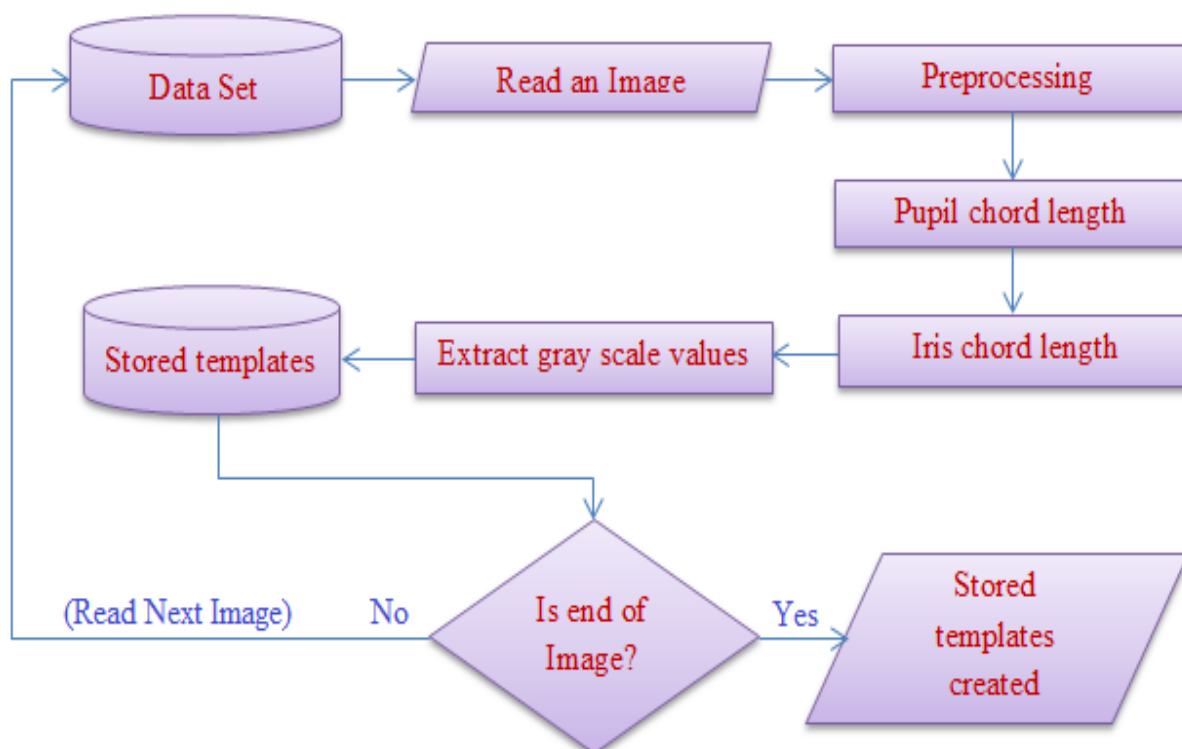 Data Set
Read an Image
Preprocessing
Pupil chord length
Iris chord length
Extract gray scale values
Stored templates
Is end of
Image?
(Read Next Image)
No
Yes
Stored
templates
created